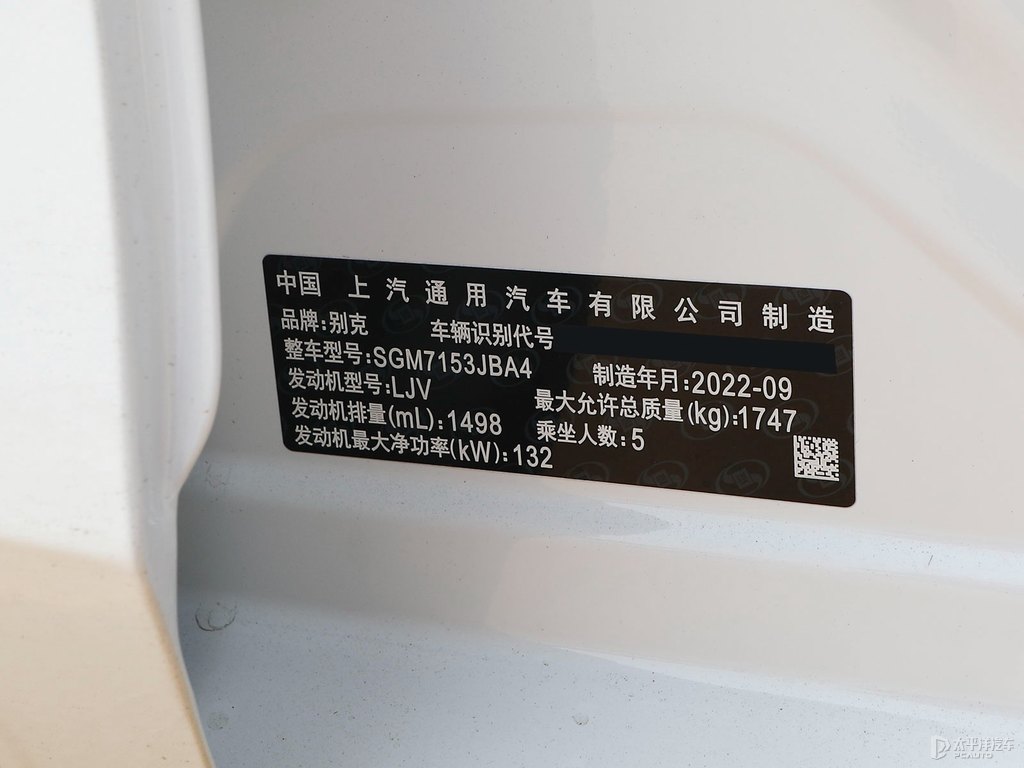 中国 上汽通用汽车有限公司制造
品牌:别克 车辆识别代号
整车型号:SGM7153JBA4 制造年月:2022-09
发动机型号:LJV 最大允许总质量(kg):1747
发动机排量(mL):1498 乘坐人数:5
发动机最大净功率(kW):132
太平洋汽车
PCAUTO